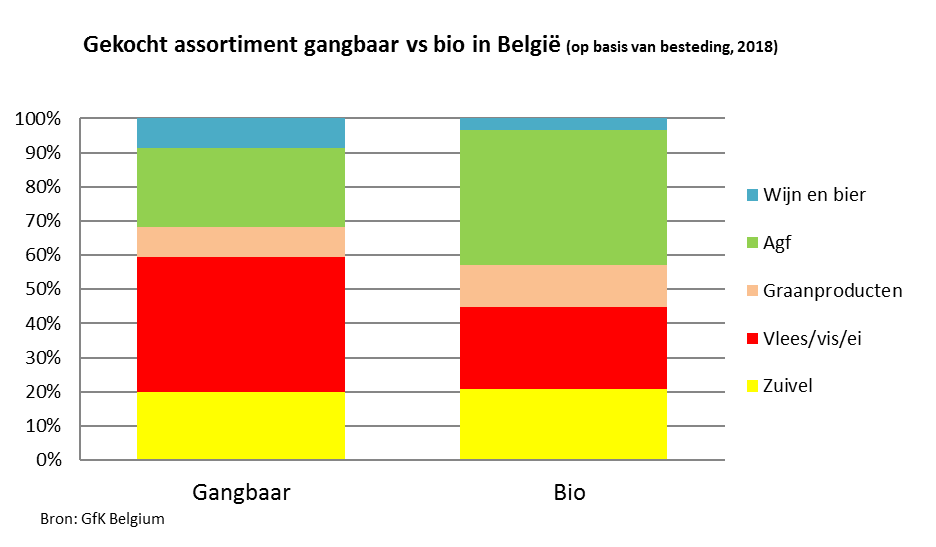 Gekocht assortiment gangbaar vs bio in België (op basis van besteding, 2018)
100%
90%
80%
70%
60%
50%
40%
30%
20%
10%
0%
Gangbaar
Bio
Wijn en bier
Agf
Graanproducten
Vlees/vis/ei
Zuivel
Bron: GfK Belgium